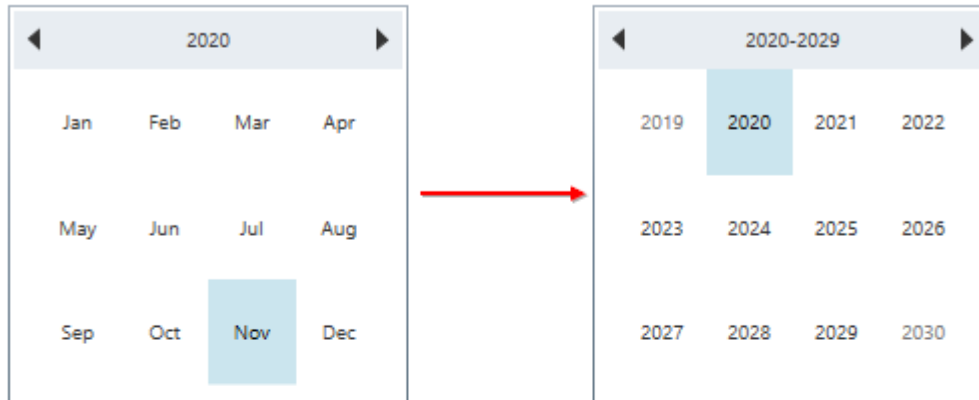 2020
Jan Feb Mar Apr
May Jun Jul Aug
Sep Oct Nov Dec
2020-2029
2019 2020 2021 2022
2023 2024 2025 2026
2027 2028 2029 2030